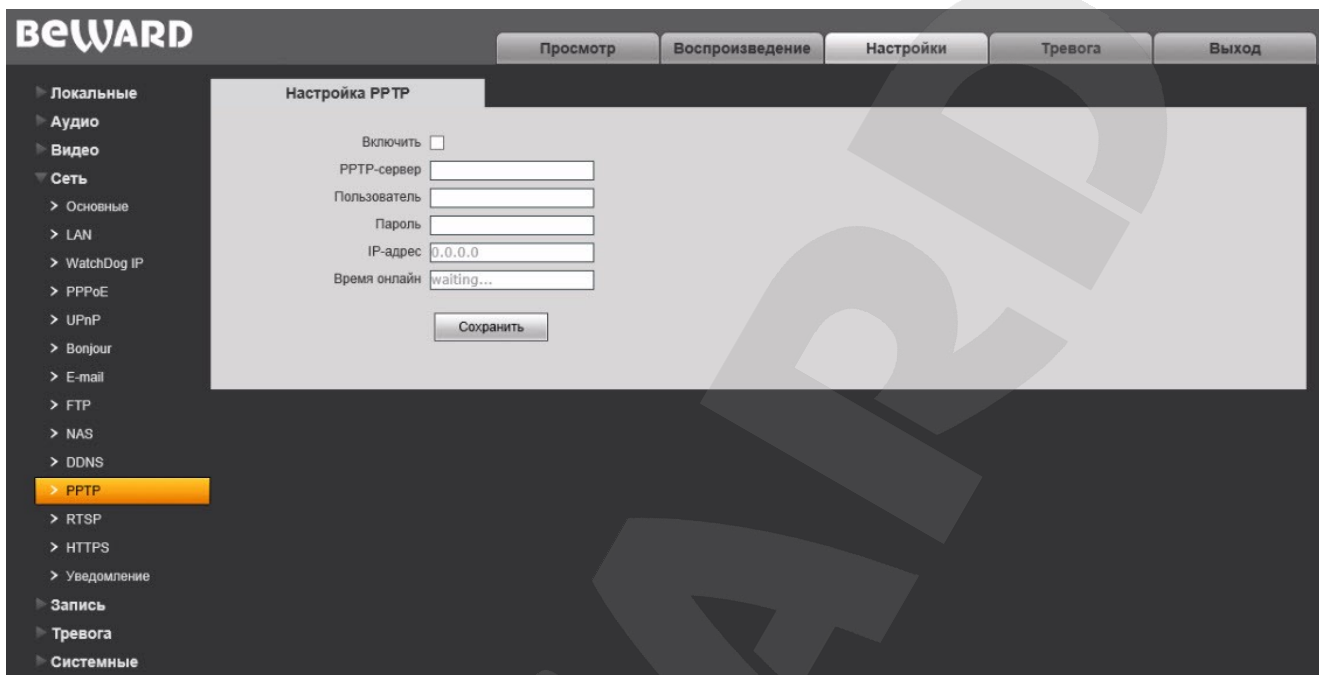 BEWARD
Просмотр Воспроизведение Настройки Тревога Выход
Локальные
Аудио
Видео
Сеть
> Основные
> LAN
> WatchDog IP
> PPPoE
> UPnP
> Bonjour
> E-mail
> FTP
> NAS
> DDNS
> PPTP
> RTSP
> HTTPS
> Уведомление
Запись
Тревога
Системные
Настройка PPTP
Включить
PPTP-сервер
Пользователь
Пароль
IP-адрес 0.0.0.0
Время онлайн waiting...
Сохранить
ARD